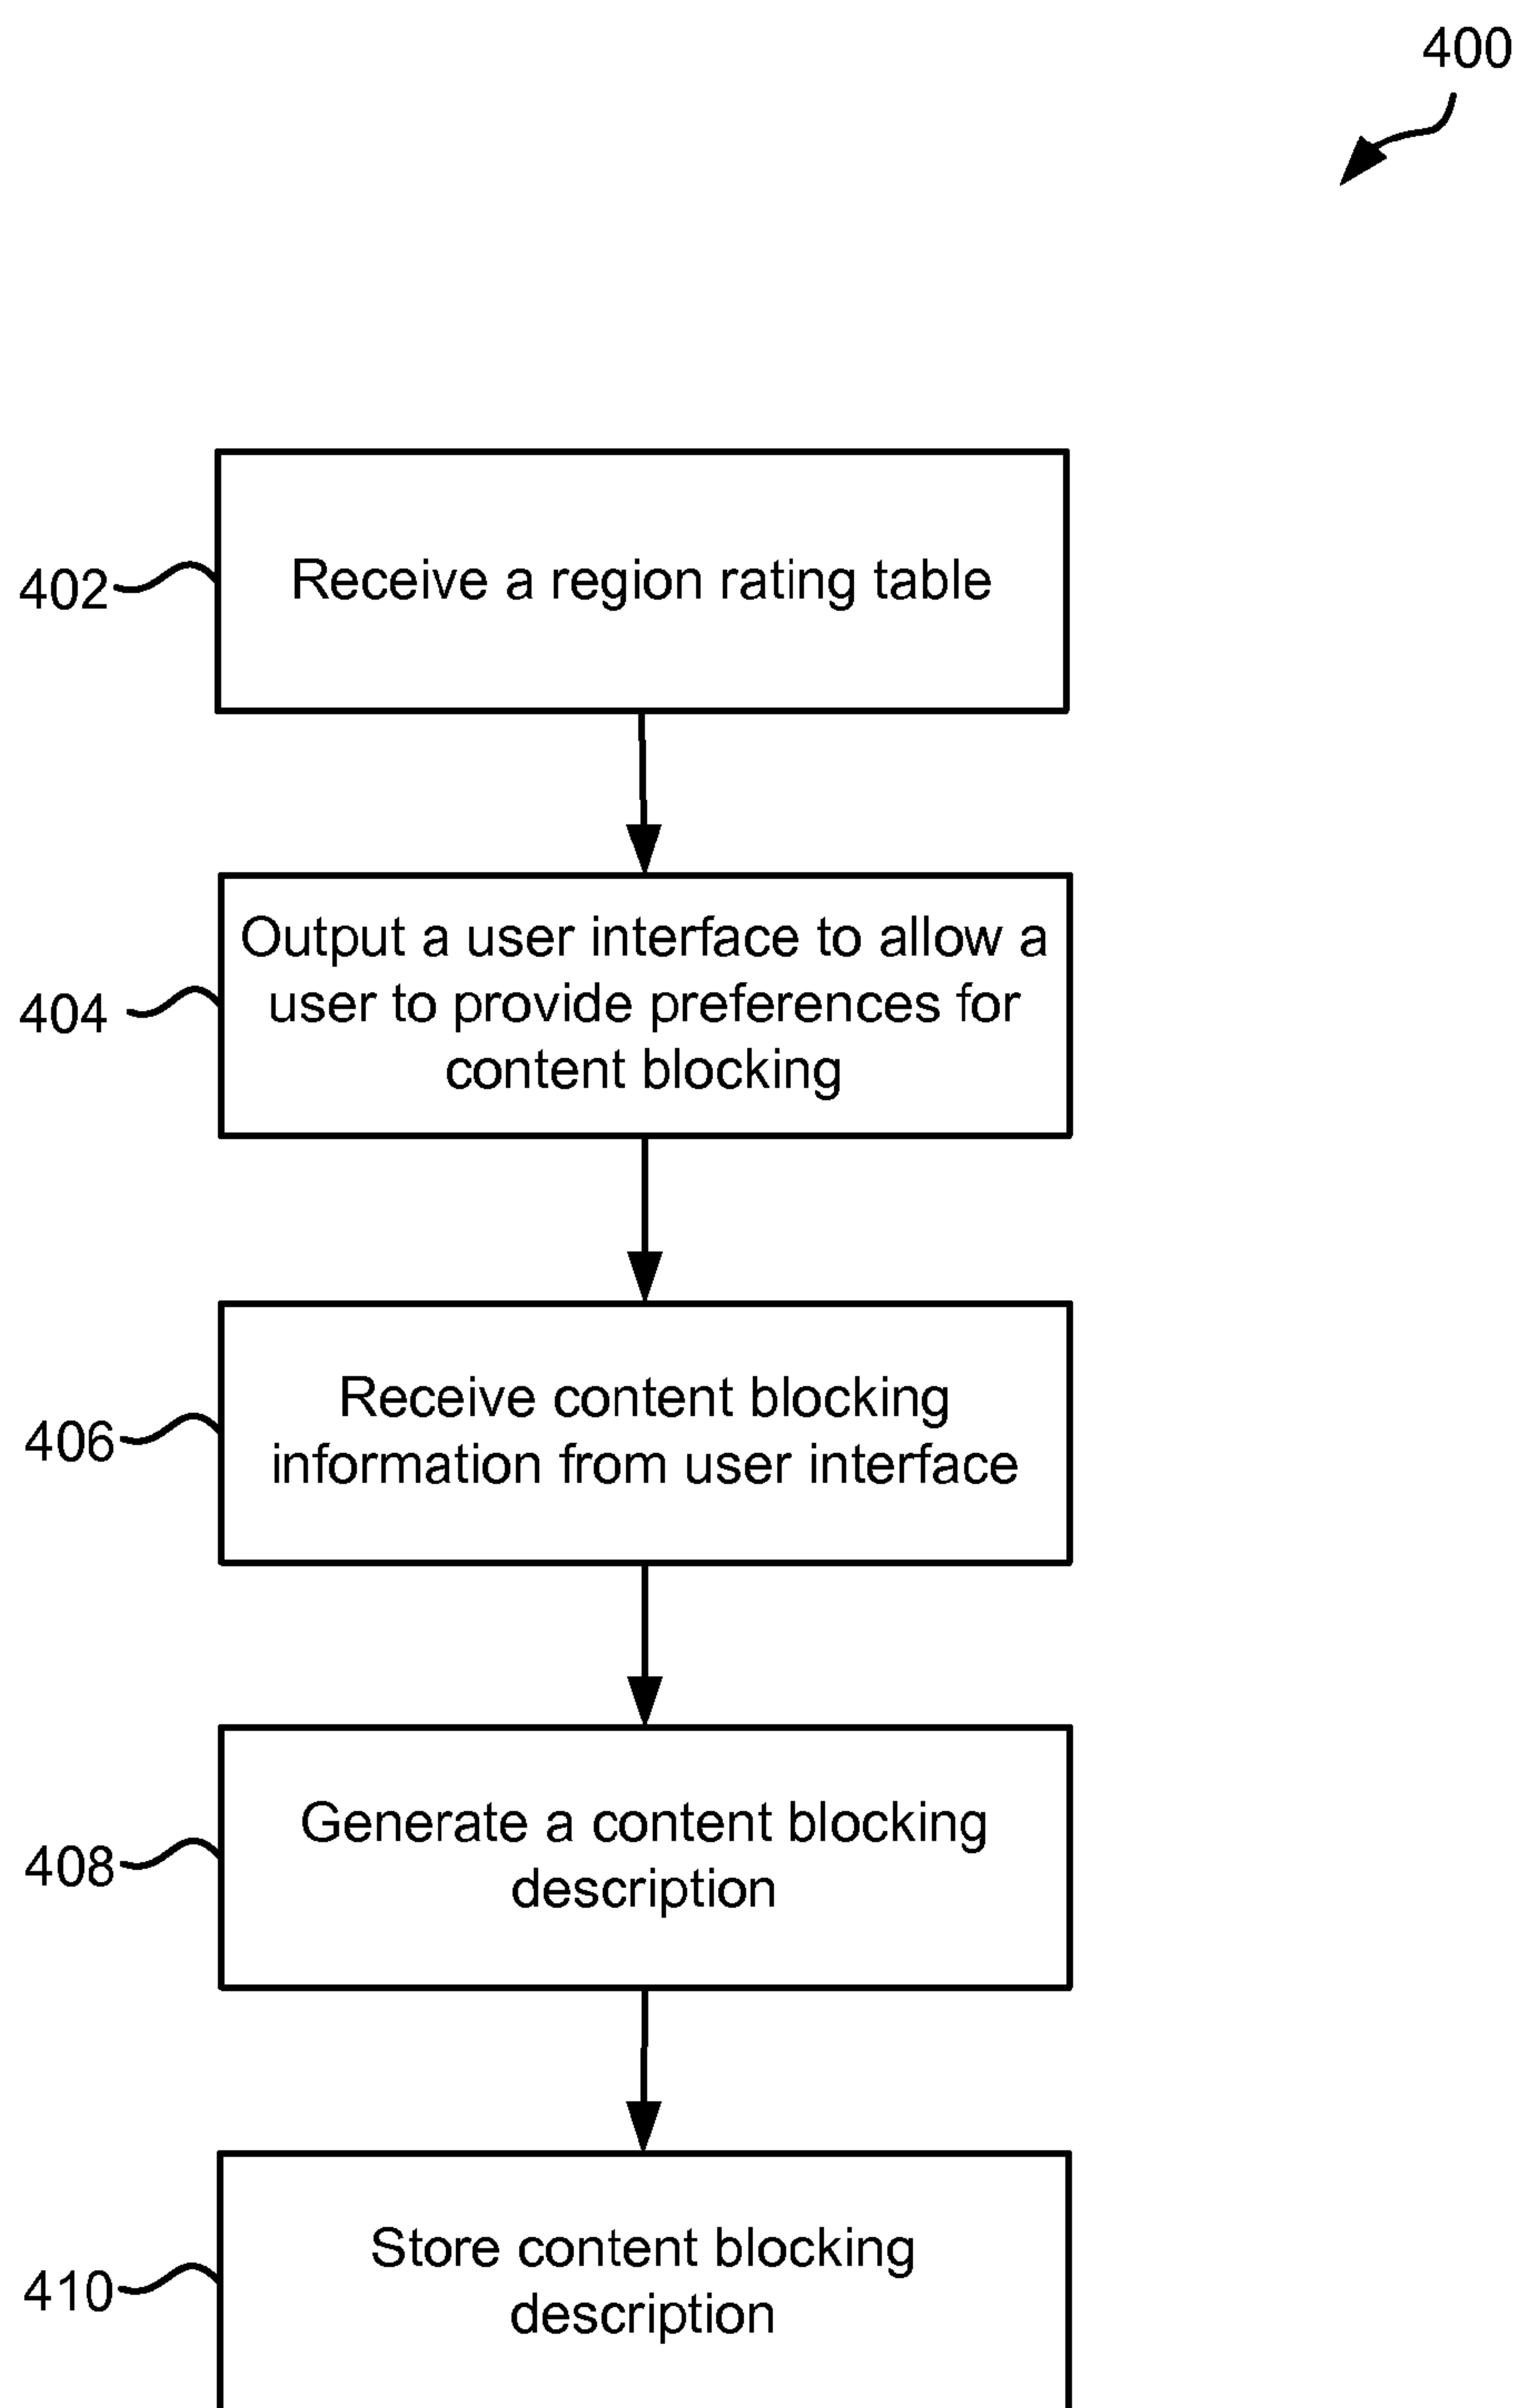 400
402
Receive a region rating table
404
Output a user interface to allow a
user to provide preferences for
content blocking
406
Receive content blocking
information from user interface
408
Generate a content blocking
description
410
Store content blocking
description